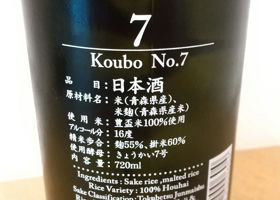 7
Koubo No.7
品目：日本酒
原材料名：米（青森県産）、
米麹（青森県産米）
使用米：豊盃米100%使用
アルコール分：16度
精米歩合：麹55%、掛米60%
使用酵母：きょうかい7号
内容量：720ml
Ingredients : Sake rice ,malted rice
Rice Variety : 100% Houhai
Sake Classification : Tokubetsu Junmaishu